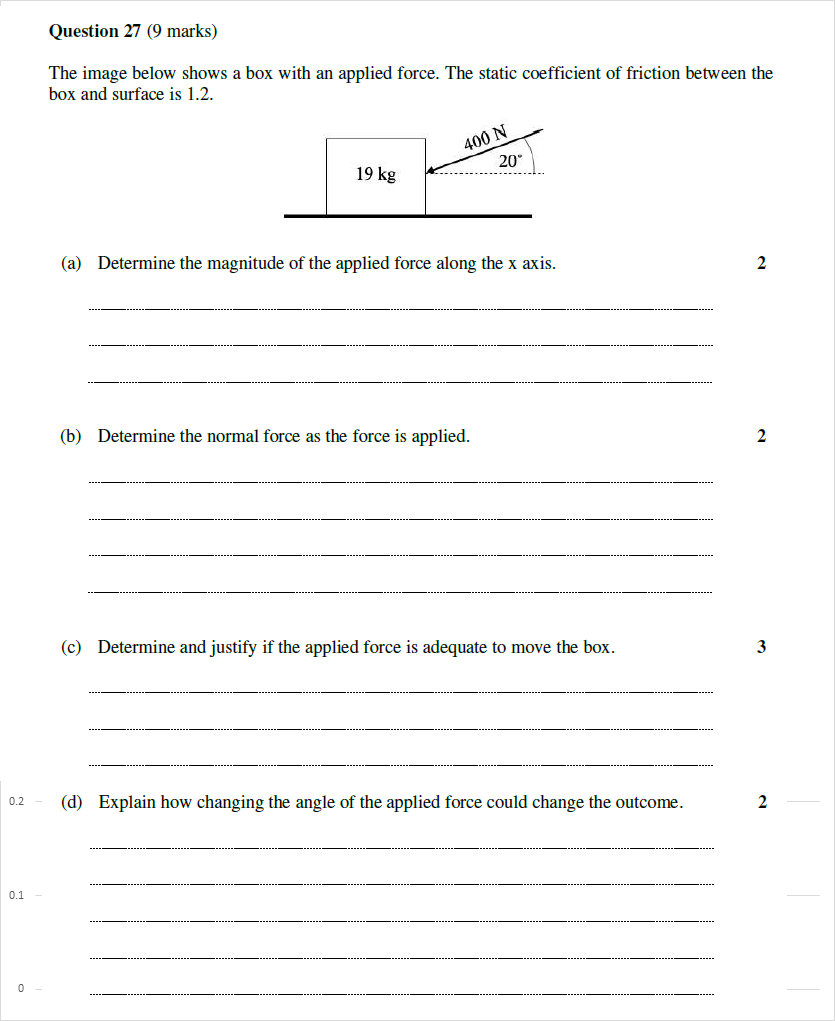 Question 27 (9 marks)
The image below shows a box with an applied force. The static coefficient of friction between the
box and surface is 1.2.
400 N
20°
19 kg
(a) Determine the magnitude of the applied force along the x axis. 2
(b) Determine the normal force as the force is applied. 2
(c) Determine and justify if the applied force is adequate to move the box. 3
0.2 (d) Explain how changing the angle of the applied force could change the outcome. 2
0.1
0